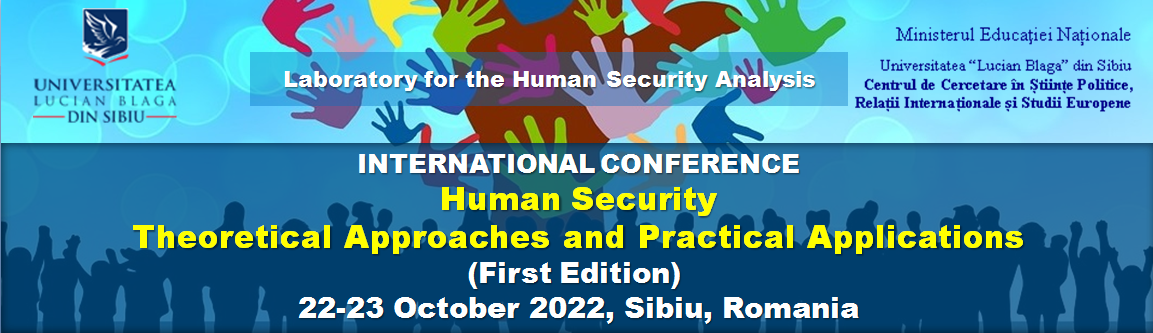 UNIVERSITATEA
LUCIAN BLAGA
DIN SIBIU
Laboratory for the Human Security Analysis
Ministerul Educației Naționale
Universitatea “Lucian Blaga” din Sibiu
Centrul de Cercetare în Științe Politice,
Relații Internaționale și Studii Europene
INTERNATIONAL CONFERENCE
Human Security
Theoretical Approaches and Practical Applications
(First Edition)
22-23 October 2022, Sibiu, Romania